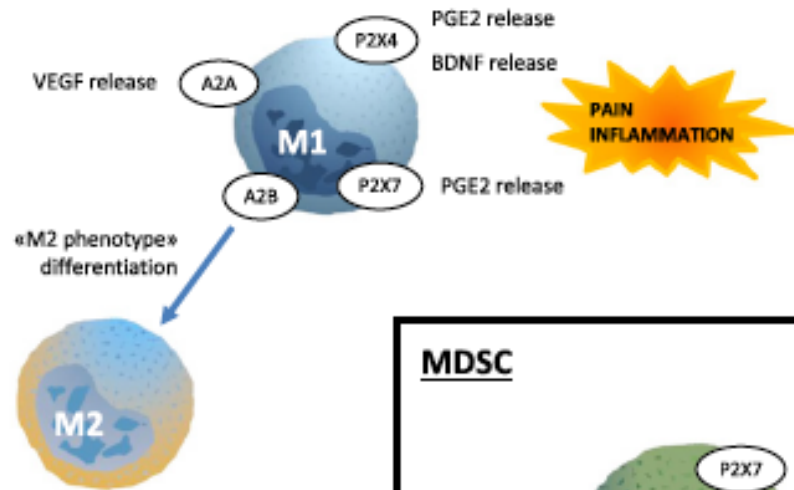 PGE2 release
P2X4
BDNF release
VEGF release
A2A
PAIN
INFLAMMATION
M1
A2B
P2X7
PGE2 release
«M2 phenotype»
differentiation
MDSC
M2
P2X7